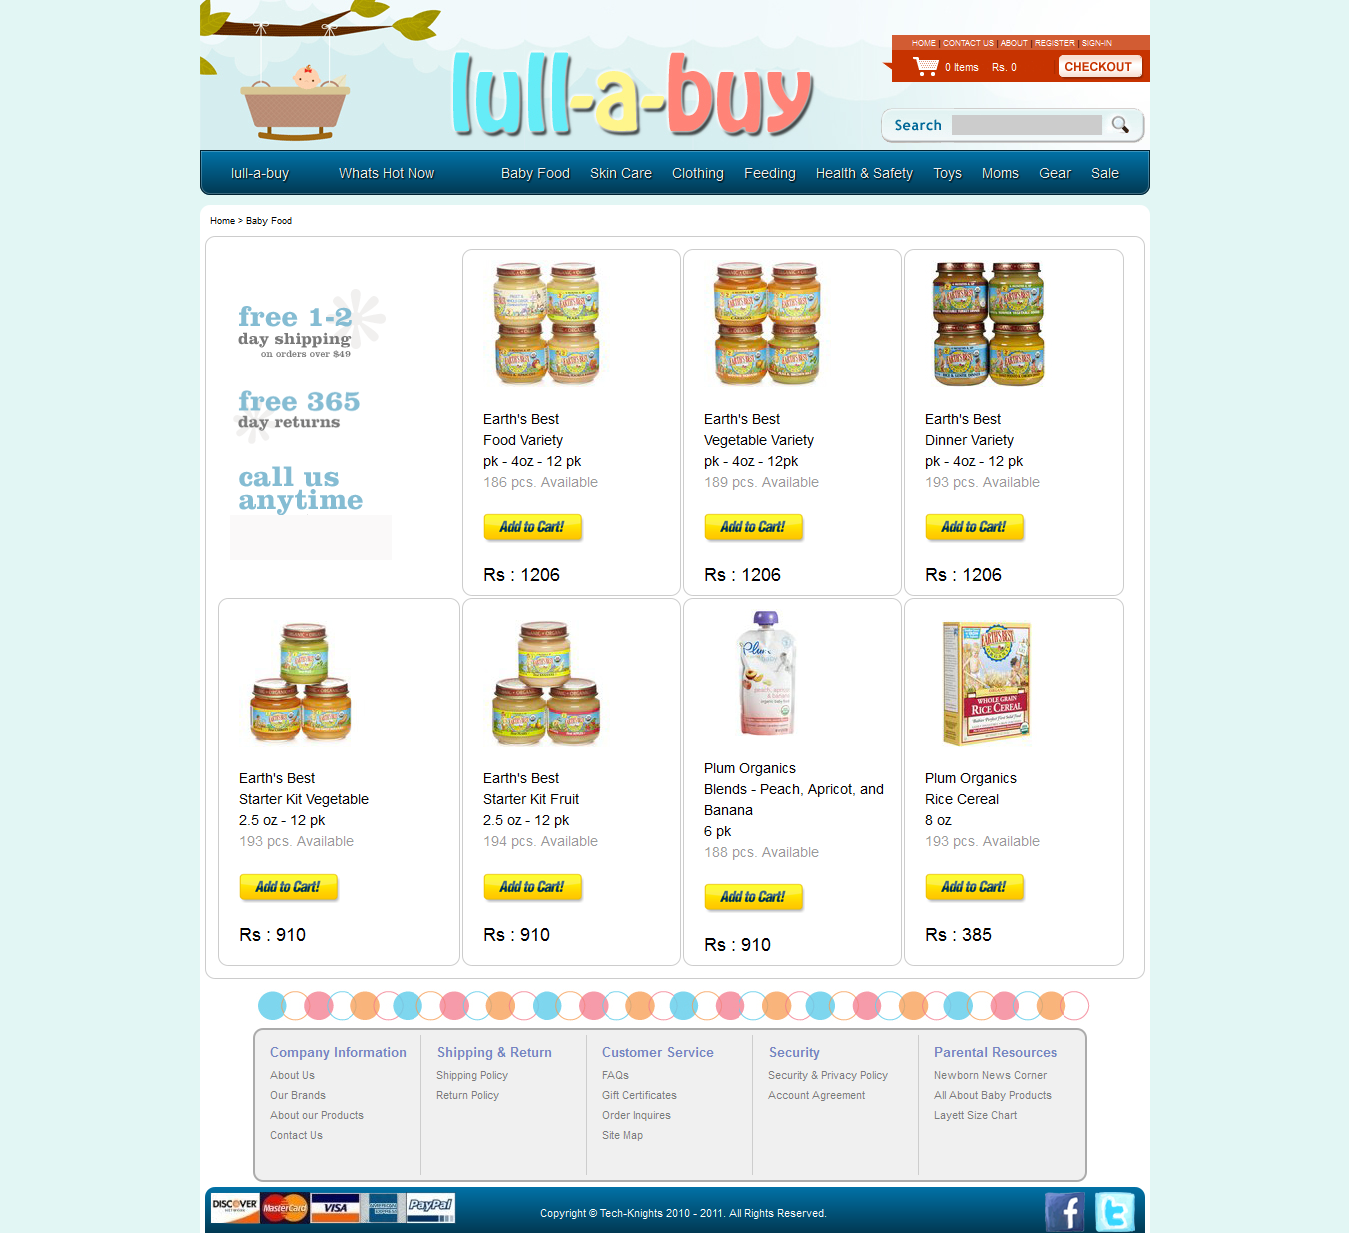 HOME | CONTACT US | ABOUT | REGISTER | SIGN-IN
0 Items Rs. 0 CHECKOUT
lull-a-buy
Search
lull-a-buy Whats Hot Now Baby Food Skin Care Clothing Feeding Health & Safety Toys Moms Gear Sale
Home > Baby Food
free 1-2
day shipping
on orders over $49
free 365
day returns
call us
anytime
Earth's Best
Food Variety
pk - 4oz - 12 pk
186 pcs. Available
Add to Cart!
Rs : 1206
Earth's Best
Vegetable Variety
pk - 4oz - 12pk
189 pcs. Available
Add to Cart!
Rs : 1206
Earth's Best
Dinner Variety
pk - 4oz - 12 pk
193 pcs. Available
Add to Cart!
Rs : 1206
Earth's Best
Starter Kit Vegetable
2.5 oz - 12 pk
193 pcs. Available
Add to Cart!
Rs : 910
Earth's Best
Starter Kit Fruit
2.5 oz - 12 pk
194 pcs. Available
Add to Cart!
Rs : 910
Plum
peach, apricot
& banana
Plum Organics
Blends - Peach, Apricot, and
Banana
6 pk
188 pcs. Available
Add to Cart!
Rs : 910
EARTH'S BEST
WHOLE GRAIN
RICE CEREAL
Plum Organics
Rice Cereal
8 oz
193 pcs. Available
Add to Cart!
Rs : 385
Company Information
About Us
Our Brands
About our Products
Contact Us
Shipping & Return
Shipping Policy
Return Policy
Customer Service
FAQs
Gift Certificates
Order Inquires
Site Map
Security
Security & Privacy Policy
Account Agreement
Parental Resources
Newborn News Corner
All About Baby Products
Layett Size Chart
DISCOVER MasterCard VISA AMERICAN EXPRESS PayPal
Copyright © Tech-Knights 2010 - 2011. All Rights Reserved.
f t